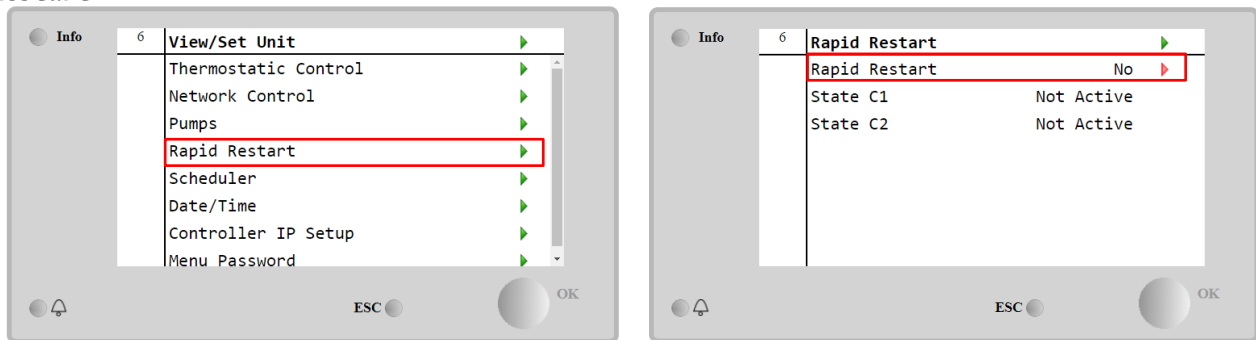 Info
6 View/Set Unit
Thermostatic Control
Network Control
Pumps
Rapid Restart
Scheduler
Date/Time
Controller IP Setup
Menu Password
ESC
OK
Info
6 Rapid Restart
Rapid Restart No
State C1 Not Active
State C2 Not Active
ESC
OK